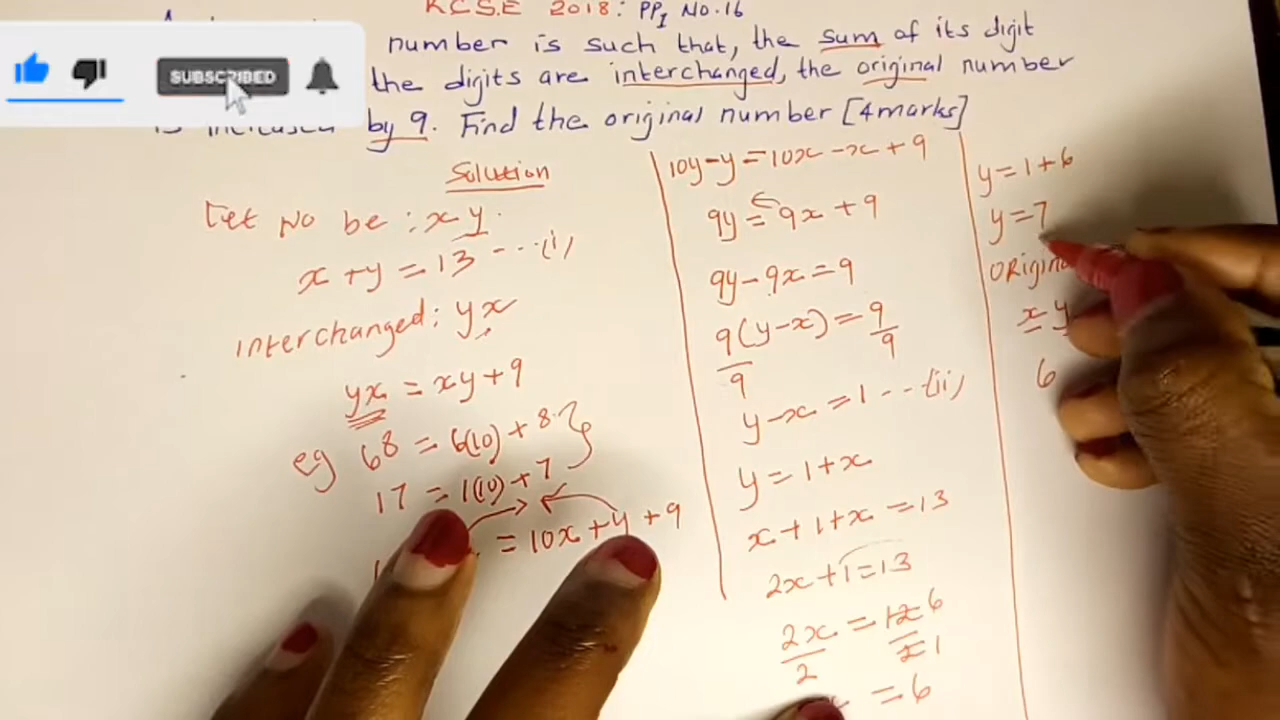 KCSE 2018: PP1 No.16
number is such that, the sum of its digit
SUBSCRIBED
the digits are interchanged, the original number
is increased by 9. Find the original number [4marks]
Solution
Let No be: xy.
x + y = 13 ---(i)
interchanged: yx
yx = xy + 9
eg 68 = 6(10) + 8.
17 = 1(10) + 7
= 10x + y + 9
10y - y = 10x - x + 9
9y = 9x + 9
9y - 9x = 9
9(y - x) = 9
9 9
y - x = 1 ---(ii)
y = 1 + x
x + 1 + x = 13
2x + 1 = 13
2x = 12 6
2 2 1
= 6
y = 1 + 6
y = 7
x y
6